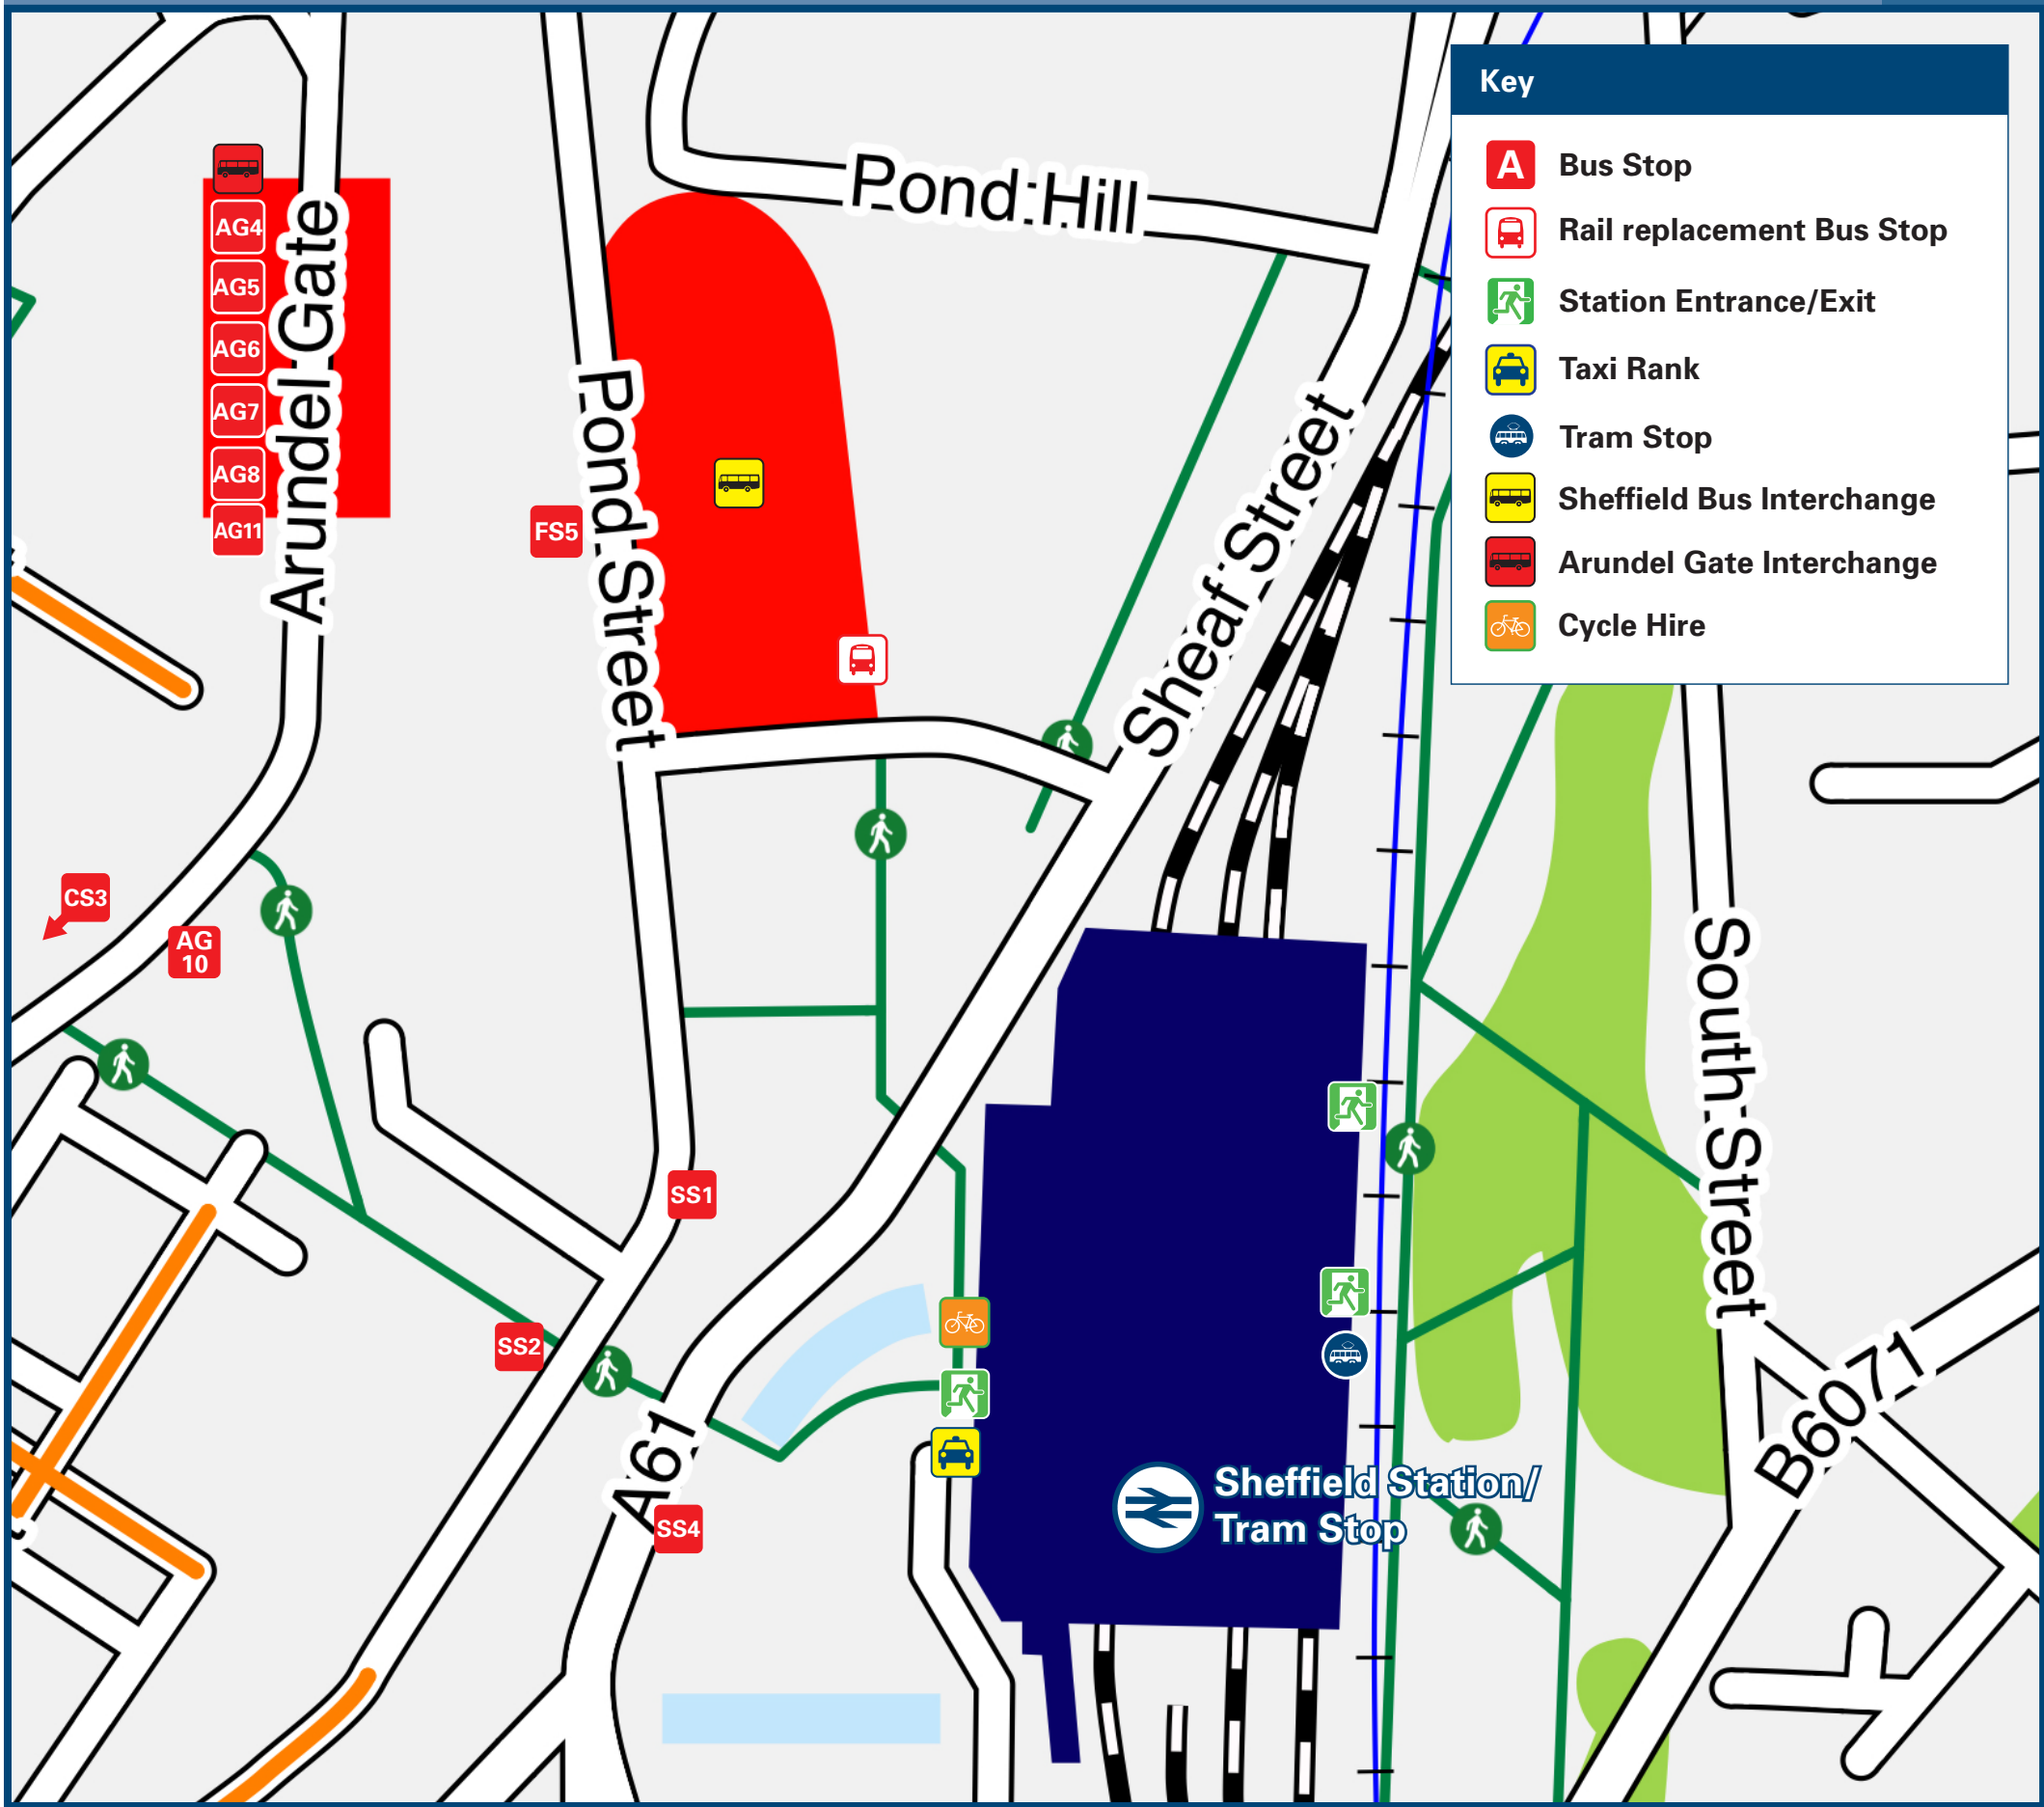 Key
A Bus Stop
Rail replacement Bus Stop
Station Entrance/Exit
Taxi Rank
Tram Stop
Sheffield Bus Interchange
Arundel Gate Interchange
Cycle Hire
Pond Hill
Arundel Gate
AG4
AG5
AG6
AG7
AG8
AG11
Pond Street
FS5
Sheaf Street
CS3
AG
10
South Street
SS1
SS2
A61
SS4
B6071
Sheffield Station/
Tram Stop